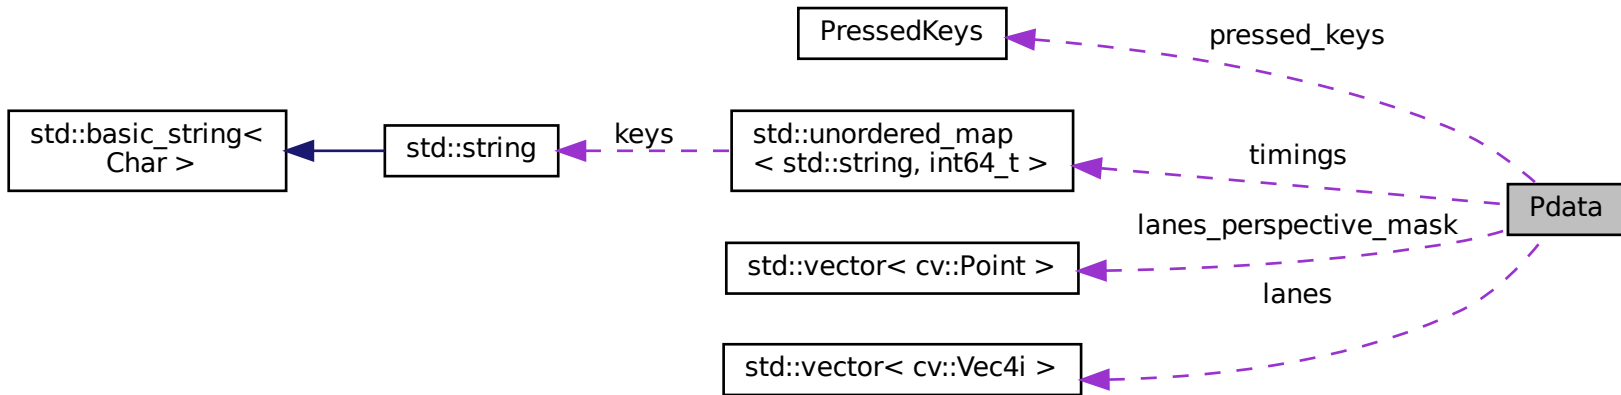 PressedKeys
pressed_keys
std::basic_string<
Char >
std::string
keys
std::unordered_map
< std::string, int64_t >
timings
Pdata
lanes_perspective_mask
std::vector< cv::Point >
lanes
std::vector< cv::Vec4i >